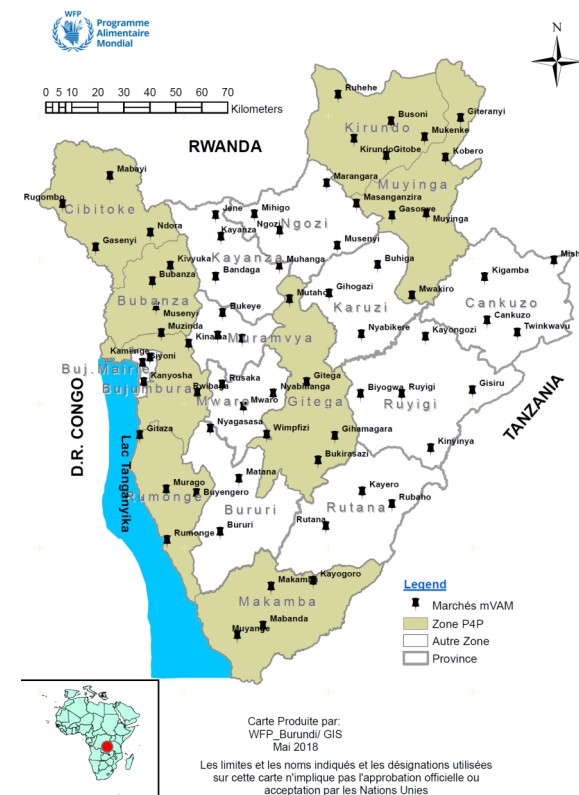 WFP
Programme
Alimentaire
Mondial
N
0 5 10 20 30 40 50 60 70
Kilometers
RWANDA
Ruhehe
Busoni
Giteranyi
Kirundo
Mukenke
KirundoGitobe
Kobero
Mabayi
Marangara
Muyinga
Rugombo
Cibitoke
Masanganzira
Jene
Mihigo
Gasorwe
Muyinga
Ndora
Ngozi
Ngozi
Kayanza
Gasenyi
Musenyi
Kayanza
Kivyuka
Muhanga
Buhiga
Mish
Bandaga
Kigamba
Bubanza
Mutaho
Gihogazi
Mwakiro
Bubanza
Karuzi
Cankuzo
Musenyi
Bukeye
Cankuzo
Muzinda
Kinama
Muramvya
Nyabikere
Kayongozi
Twinkwavu
Kamenge
Siyoni
Buj.Mairie
Kanyosha
Rusaka
Gitega
Bujumbura
Rwibaga
Nyabihanga
Biyogwa
Ruyigi
Gisiru
Mwaro
Mwaro
Gitega
Ruyigi
TANZANIA
D.R. CONGO
Lac Tanganyika
Gitaza
Nyagasasa
Wimpfizi
Gihamagara
Kinyinya
Bukirasazi
Matana
Murago
Buyengero
Kayero
Rumonge
Rubaho
Bururi
Rutana
Rumonge
Bururi
Rutana
Makamba
Kayogoro
Makamba
Mabanda
Muyange
Legend
Marchés mVAM
Zone P4P
Autre Zone
Province
Carte Produite par:
WFP_Burundi/ GIS
Mai 2018
Les limites et les noms indiqués et les désignations utilisées
sur cette carte n'implique pas l'approbation officielle ou
acceptation par les Nations Unies